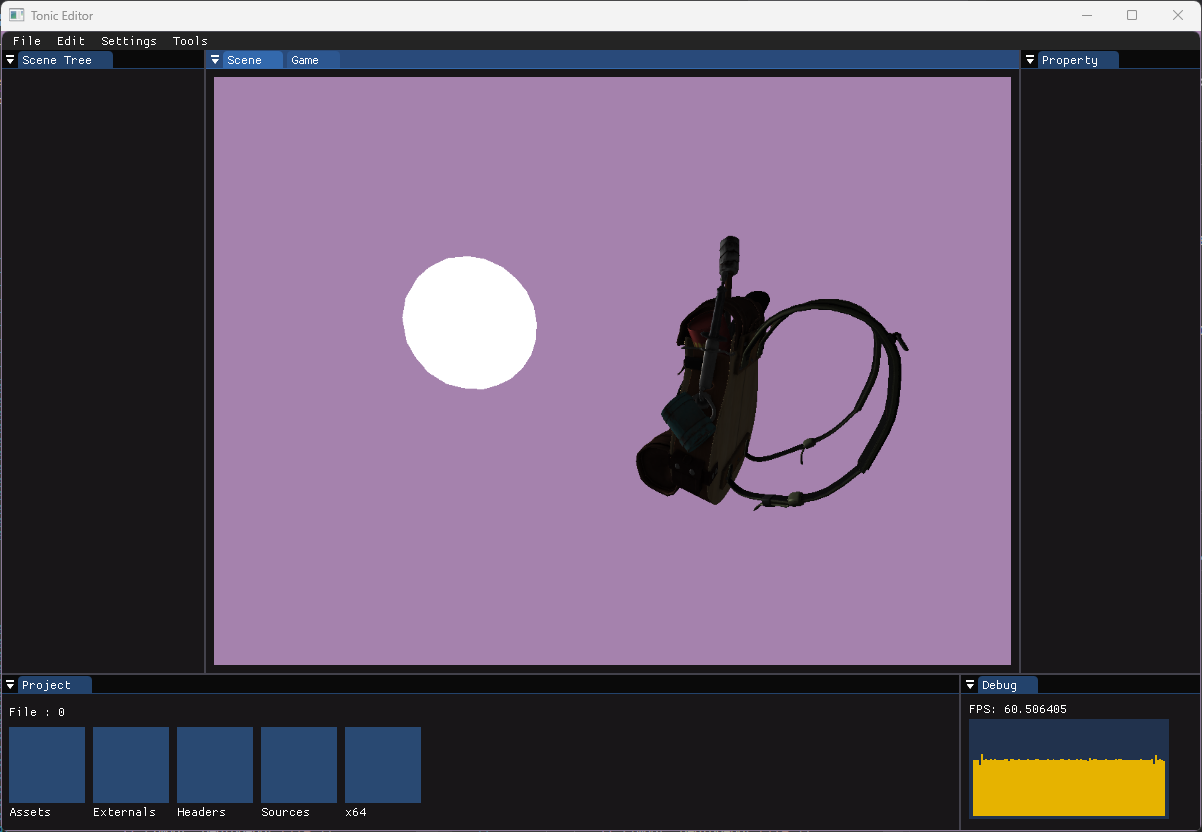 Tonic Editor
File Edit Settings Tools
Scene Tree
Scene Game
Property
Project
File : 0
Assets Externals Headers Sources x64
Debug
FPS: 60.506405